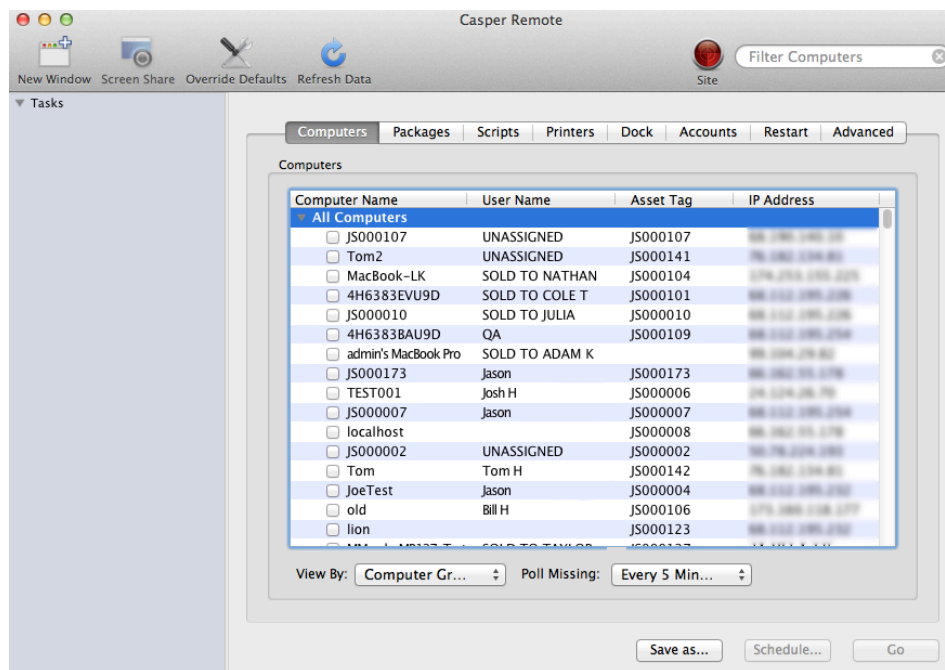 Casper Remote
New Window Screen Share Override Defaults Refresh Data Site Filter Computers
Tasks
Computers Packages Scripts Printers Dock Accounts Restart Advanced
Computers
Computer Name User Name Asset Tag IP Address
All Computers
JS000107 UNASSIGNED JS000107
Tom2 UNASSIGNED JS000141
MacBook-LK SOLD TO NATHAN JS000104
4H6383EVU9D SOLD TO COLE T JS000101
JS000010 SOLD TO JULIA JS000010
4H6383BAU9D QA JS000109
admin's MacBook Pro SOLD TO ADAM K
JS000173 Jason JS000173
TEST001 Josh H JS000006
JS000007 Jason JS000007
localhost JS000008
JS000002 UNASSIGNED JS000002
Tom Tom H JS000142
JoeTest Jason JS000004
old Bill H JS000106
lion JS000123
View By: Computer Gr... Poll Missing: Every 5 Min...
Save as... Schedule... Go